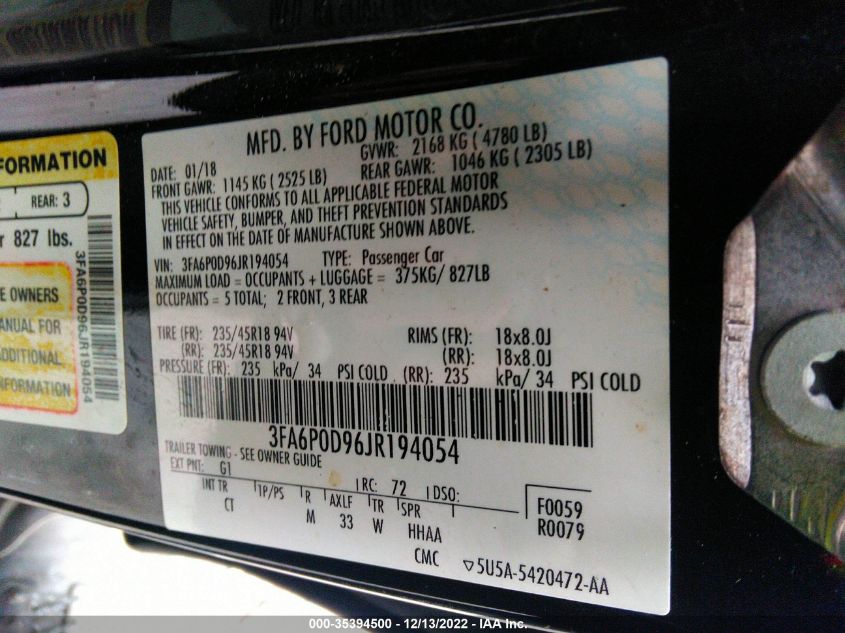 MFD. BY FORD MOTOR CO.
DATE: 01/18
GVWR: 2168 KG ( 4780 LB)
FRONT GAWR: 1145 KG ( 2525 LB)
REAR GAWR: 1046 KG ( 2305 LB)
THIS VEHICLE CONFORMS TO ALL APPLICABLE FEDERAL MOTOR
VEHICLE SAFETY, BUMPER, AND THEFT PREVENTION STANDARDS
IN EFFECT ON THE DATE OF MANUFACTURE SHOWN ABOVE.
VIN: 3FA6P0D96JR194054 TYPE: Passenger Car
MAXIMUM LOAD = OCCUPANTS + LUGGAGE = 375KG/ 827LB
OCCUPANTS = 5 TOTAL; 2 FRONT, 3 REAR
TIRE (FR): 235/45R18 94V RIMS (FR): 18x8.0J
(RR): 235/45R18 94V (RR): 18x8.0J
PRESSURE (FR): 235 kPa/ 34 PSI COLD . (RR): 235 kPa/ 34 PSI COLD
3FA6P0D96JR194054
TRAILER TOWING - SEE OWNER GUIDE
EXT PNT: G1 RC: 72 DSO:
INT TR TP/PS R AXLF TR SPR
CT M 33 W HHAA
CMC
F0059
R0079
▽5U5A-5420472-AA
FORMATION
REAR: 3
827 lbs.
3FA6P0D96JR194054
E OWNERS
ANUAL FOR
ADDITIONAL
INFORMATION
INFORMATION
000-35394500 - 12/13/2022 - IAA Inc.